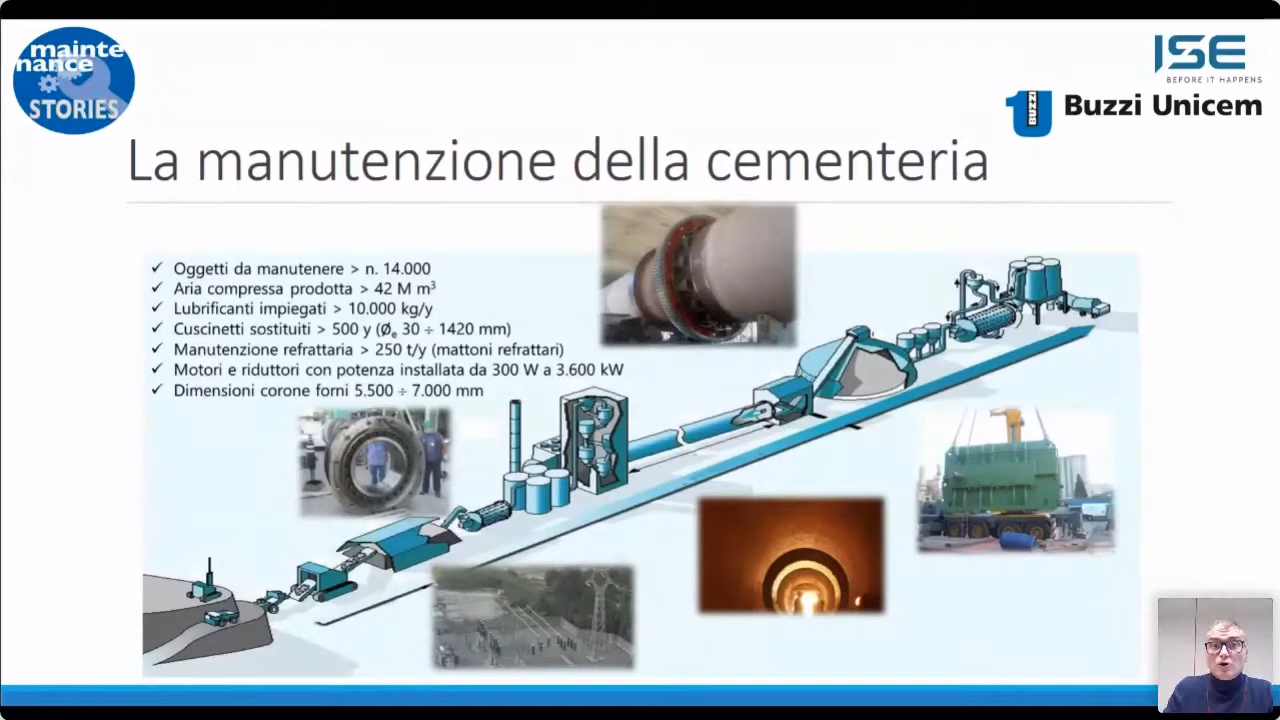 mainte
nance
STORIES
ISE
BEFORE IT HAPPENS
BUZZI
Buzzi Unicem
La manutenzione della cementeria
✓ Oggetti da manutenere > n. 14.000
✓ Aria compressa prodotta > 42 M m³
✓ Lubrificanti impiegati > 10.000 kg/y
✓ Cuscinetti sostituiti > 500 y (Øe 30 ÷ 1420 mm)
✓ Manutenzione refrattaria > 250 t/y (mattoni refrattari)
✓ Motori e riduttori con potenza installata da 300 W a 3.600 kW
✓ Dimensioni corone forni 5.500 ÷ 7.000 mm